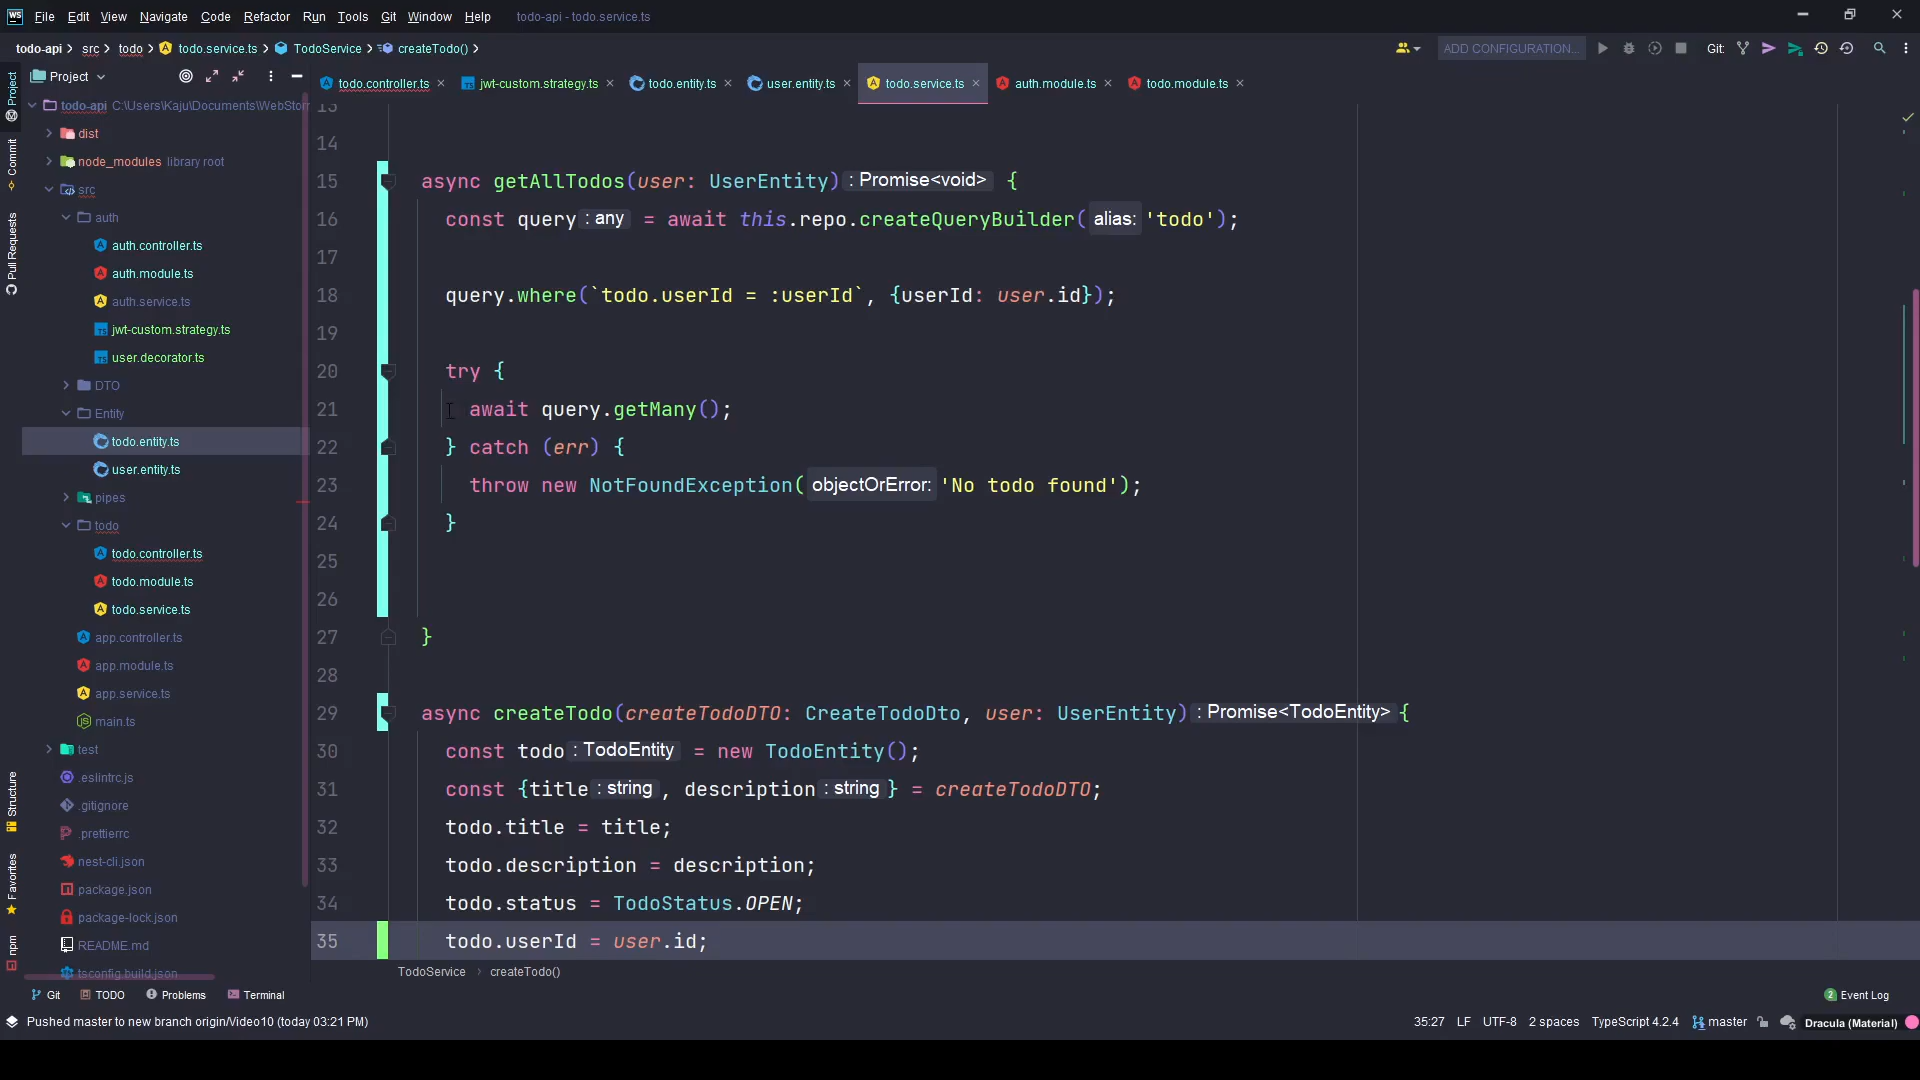 WS File Edit View Navigate Code Refactor Run Tools Git Window Help todo-api - todo.service.ts
todo-api src todo todo.service.ts TodoService createTodo() ADD CONFIGURATION... Git:
Project
todo.controller.ts jwt-custom.strategy.ts todo.entity.ts user.entity.ts todo.service.ts auth.module.ts todo.module.ts
Project
Commit
Pull Requests
Structure
Favorites
npm
todo-api C:\Users\Kaju\Documents\WebStorr
dist
node_modules library root
src
auth
auth.controller.ts
auth.module.ts
auth.service.ts
jwt-custom.strategy.ts
user.decorator.ts
DTO
Entity
todo.entity.ts
user.entity.ts
pipes
todo
todo.controller.ts
todo.module.ts
todo.service.ts
app.controller.ts
app.module.ts
app.service.ts
main.ts
test
.eslintrc.js
.gitignore
.prettierrc
nest-cli.json
package.json
package-lock.json
README.md
tsconfig.build.json
13
14
15 async getAllTodos(user: UserEntity) : Promise<void> {
16 const query : any = await this.repo.createQueryBuilder( alias: 'todo');
17
18 query.where(`todo.userId = :userId`, {userId: user.id});
19
20 try {
21 await query.getMany();
22 } catch (err) {
23 throw new NotFoundException( objectOrError: 'No todo found');
24 }
25
26
27 }
28
29 async createTodo(createTodoDTO: CreateTodoDto, user: UserEntity) : Promise<TodoEntity> {
30 const todo : TodoEntity = new TodoEntity();
31 const {title : string , description : string } = createTodoDTO;
32 todo.title = title;
33 todo.description = description;
34 todo.status = TodoStatus.OPEN;
35 todo.userId = user.id;
TodoService createTodo()
Git TODO Problems Terminal 2 Event Log
Pushed master to new branch origin/Video10 (today 03:21 PM) 35:27 LF UTF-8 2 spaces TypeScript 4.2.4 master Dracula (Material)